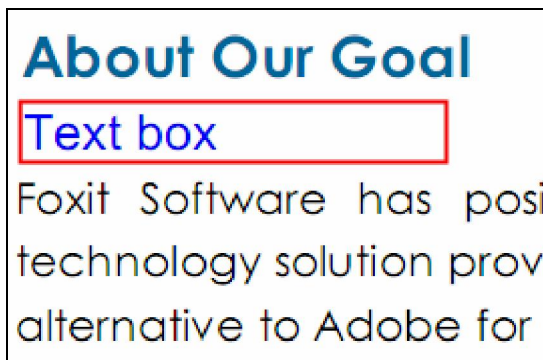 About Our Goal
Text box
Foxit Software has posi
technology solution prov
alternative to Adobe for